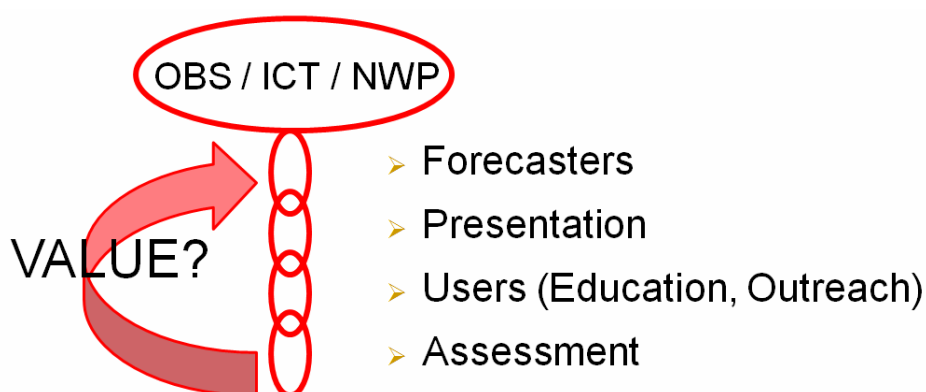 OBS / ICT / NWP
Forecasters
Presentation
VALUE?
Users (Education, Outreach)
Assessment